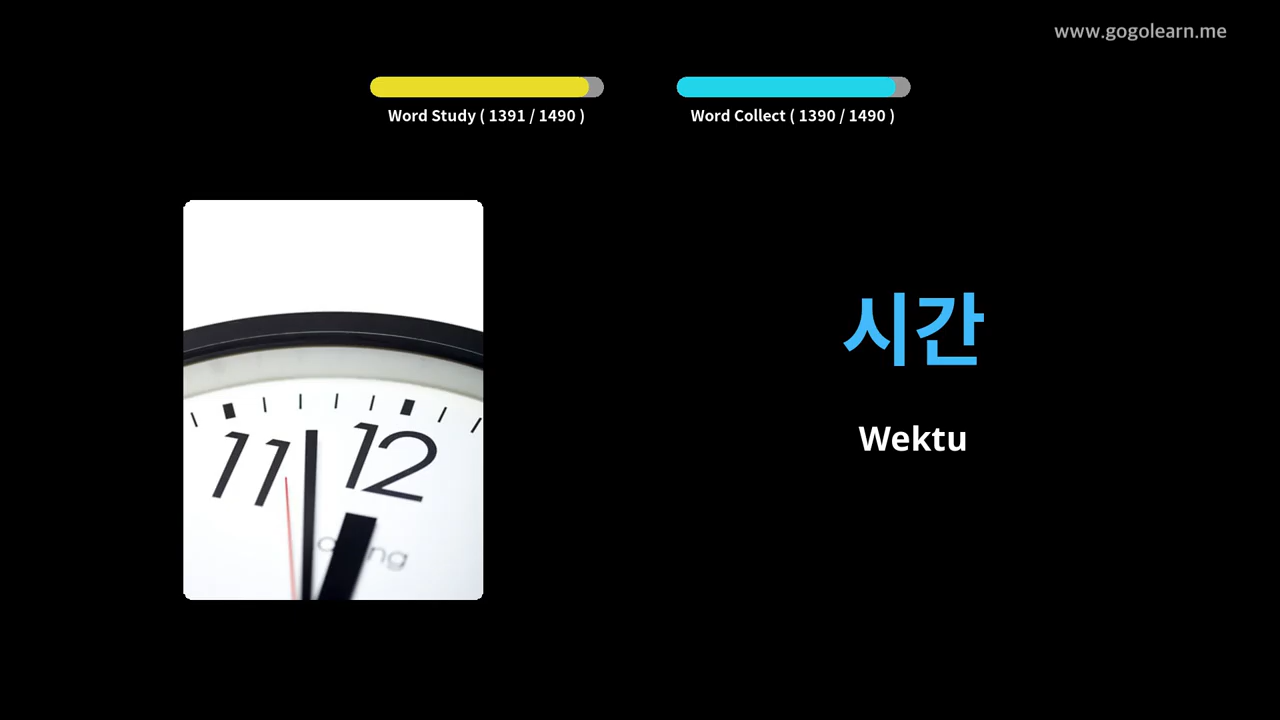 www.gogolearn.me
Word Study ( 1391 / 1490 )
Word Collect ( 1390 / 1490 )
11
12
시간
Wektu